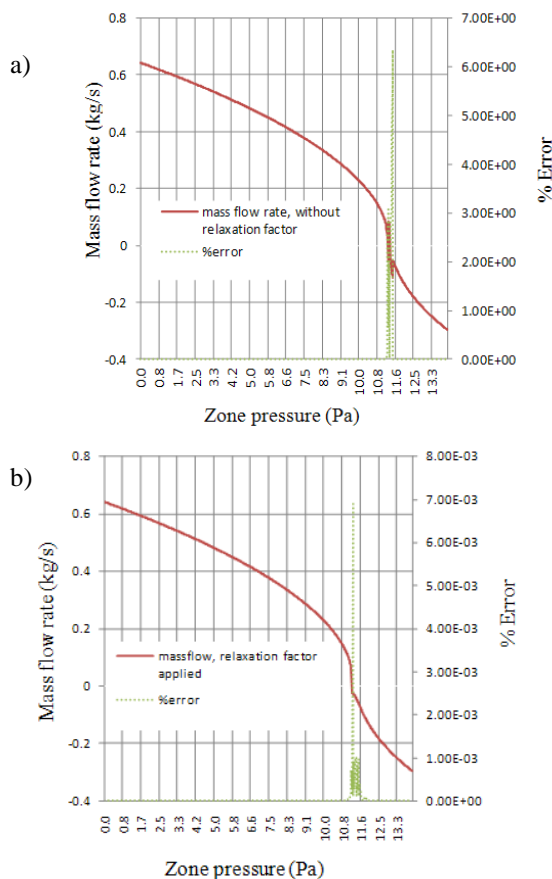 a)
0.8
0.6
0.4
0.2
0
-0.2
-0.4
Mass flow rate (kg/s)
mass flow rate, without
relaxation factor
%error
7.00E+00
6.00E+00
5.00E+00
4.00E+00
3.00E+00
2.00E+00
1.00E+00
0.00E+00
% Error
0.0 0.8 1.7 2.5 3.3 4.2 5.0 5.8 6.6 7.5 8.3 9.1 10.0 10.8 11.6 12.5 13.3
Zone pressure (Pa)
b)
0.8
0.6
0.4
0.2
0
-0.2
-0.4
Mass flow rate (kg/s)
massflow, relaxation factor
applied
%error
8.00E-03
7.00E-03
6.00E-03
5.00E-03
4.00E-03
3.00E-03
2.00E-03
1.00E-03
0.00E+00
% Error
0.0 0.8 1.7 2.5 3.3 4.2 5.0 5.8 6.6 7.5 8.3 9.1 10.0 10.8 11.6 12.5 13.3
Zone pressure (Pa)